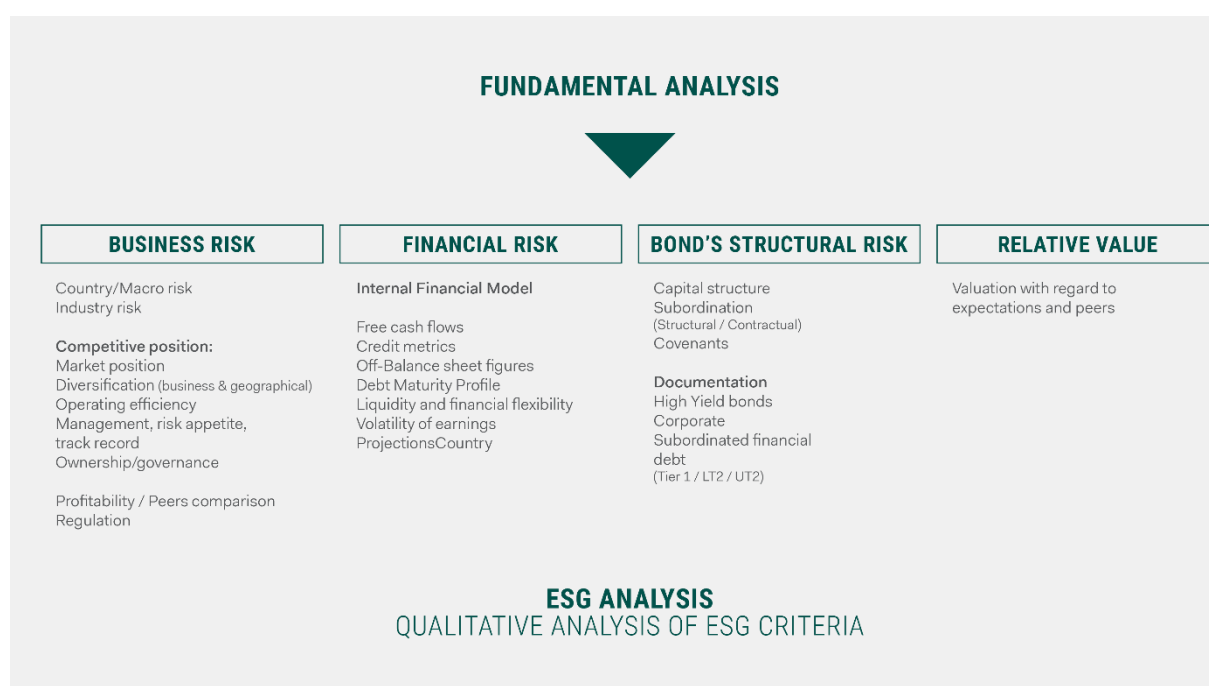 FUNDAMENTAL ANALYSIS
BUSINESS RISK
Country/Macro risk
Industry risk
Competitive position:
Market position
Diversification (business & geographical)
Operating efficiency
Management, risk appetite,
track record
Ownership/governance
Profitability / Peers comparison
Regulation
FINANCIAL RISK
Internal Financial Model
Free cash flows
Credit metrics
Off-Balance sheet figures
Debt Maturity Profile
Liquidity and financial flexibility
Volatility of earnings
ProjectionsCountry
BOND'S STRUCTURAL RISK
Capital structure
Subordination
(Structural / Contractual)
Covenants
Documentation
High Yield bonds
Corporate
Subordinated financial
debt
(Tier 1 / LT2 / UT2)
RELATIVE VALUE
Valuation with regard to
expectations and peers
ESG ANALYSIS
QUALITATIVE ANALYSIS OF ESG CRITERIA